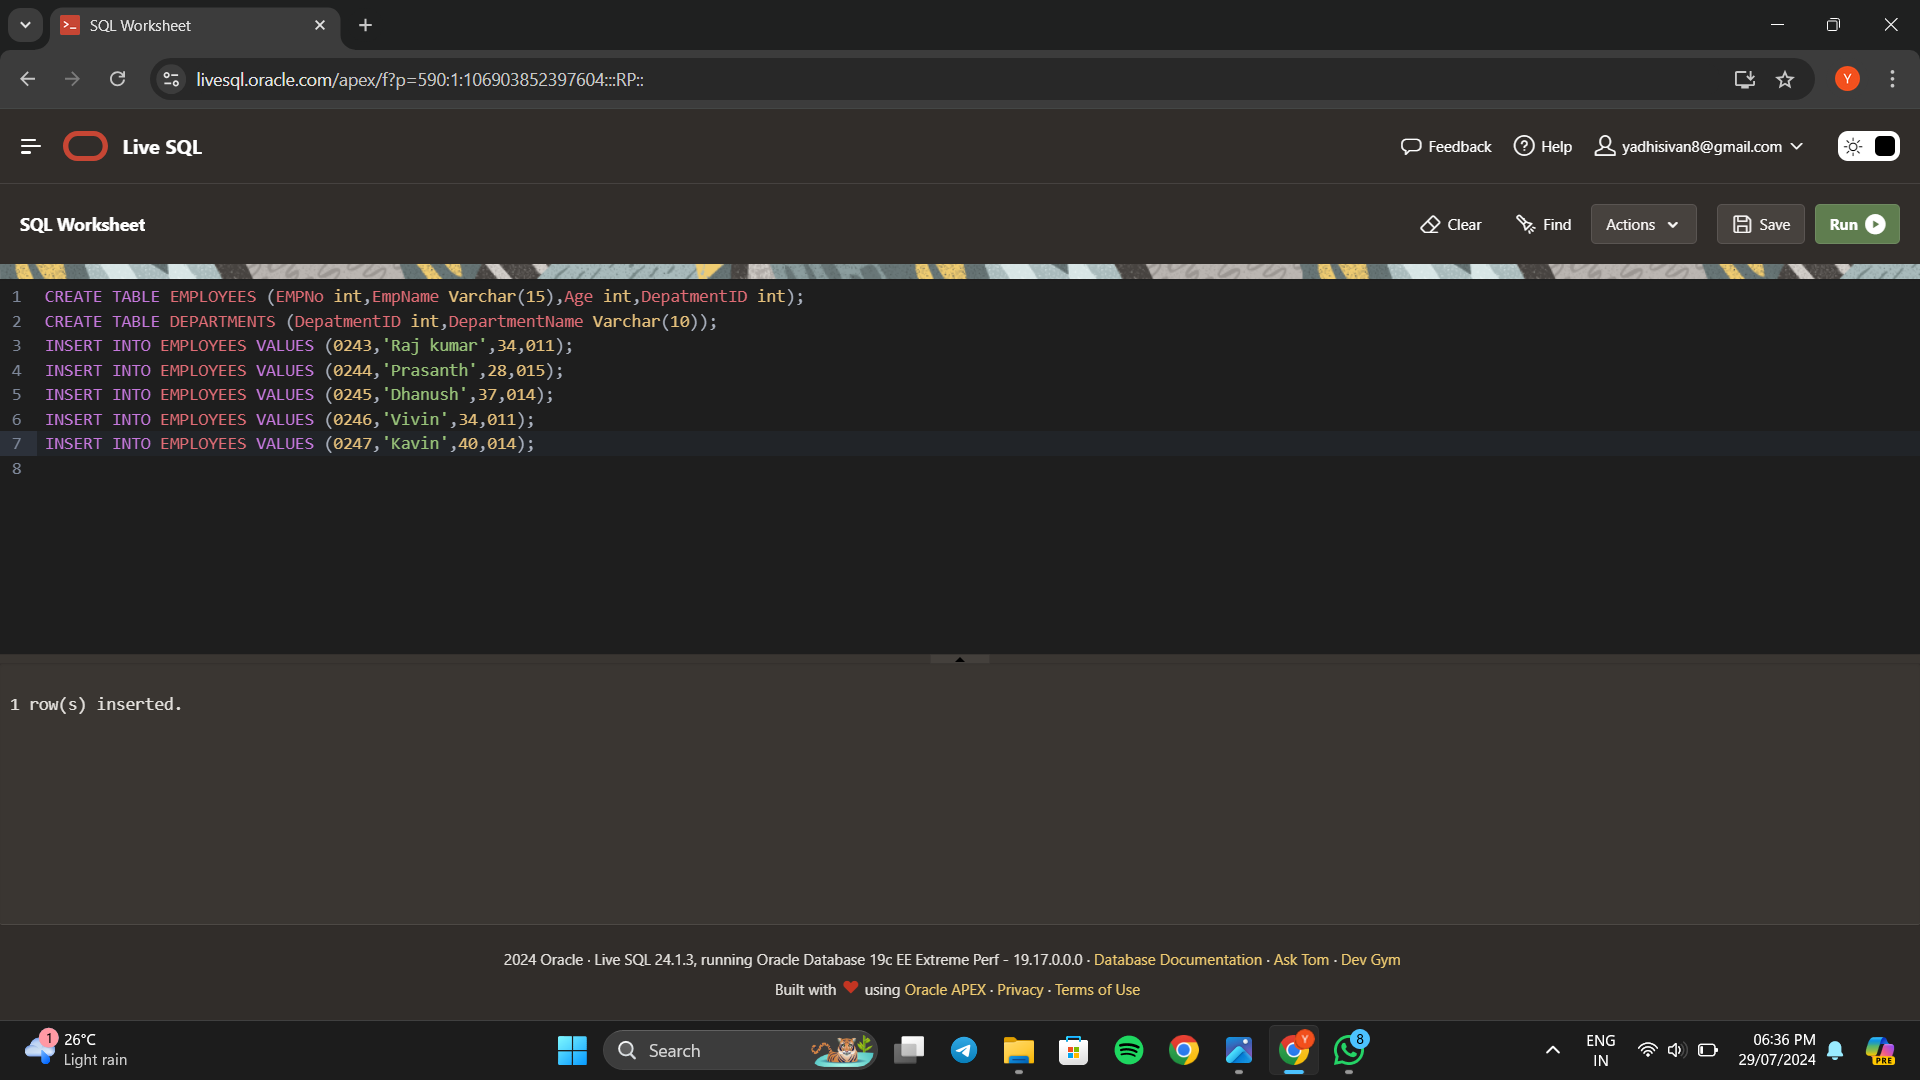 SQL Worksheet
livesql.oracle.com/apex/f?p=590:1:106903852397604:::RP::
Y
Live SQL
Feedback
Help
yadhisivan8@gmail.com
SQL Worksheet
Clear
Find
Actions
Save
Run
1 CREATE TABLE EMPLOYEES (EMPNo int,EmpName Varchar(15),Age int,DepatmentID int);
2 CREATE TABLE DEPARTMENTS (DepatmentID int,DepartmentName Varchar(10));
3 INSERT INTO EMPLOYEES VALUES (0243,'Raj kumar',34,011);
4 INSERT INTO EMPLOYEES VALUES (0244,'Prasanth',28,015);
5 INSERT INTO EMPLOYEES VALUES (0245,'Dhanush',37,014);
6 INSERT INTO EMPLOYEES VALUES (0246,'Vivin',34,011);
7 INSERT INTO EMPLOYEES VALUES (0247,'Kavin',40,014);
8
1 row(s) inserted.
2024 Oracle · Live SQL 24.1.3, running Oracle Database 19c EE Extreme Perf - 19.17.0.0.0 · Database Documentation · Ask Tom · Dev Gym
Built with ❤ using Oracle APEX · Privacy · Terms of Use
1
26°C
Light rain
Search
Y
8
ENG
IN
06:36 PM
29/07/2024
PRE